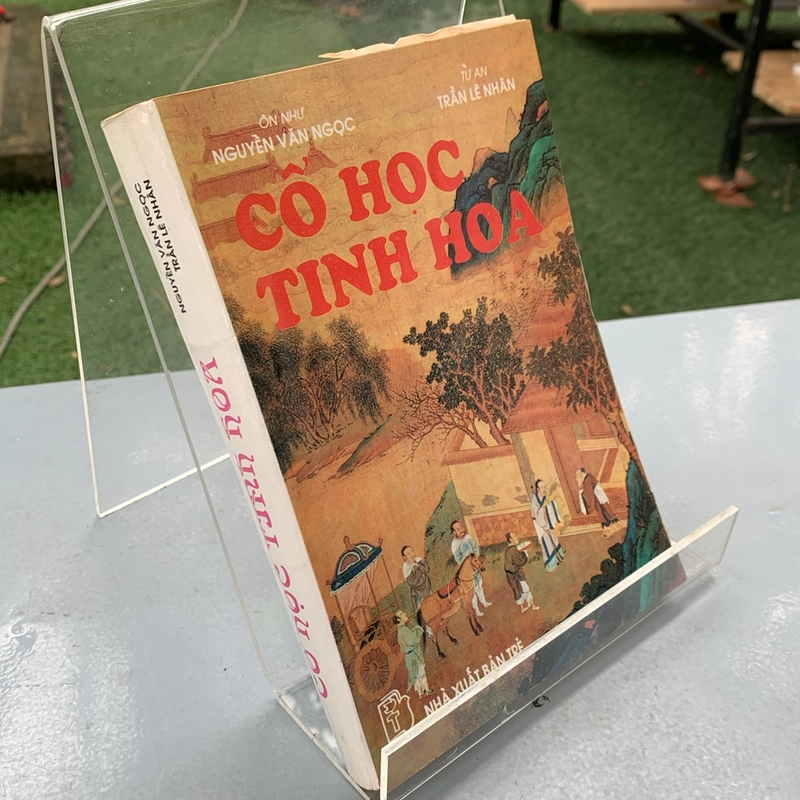 ÔN NHƯ
NGUYỄN VĂN NGỌC
TỪ AN
TRẦN LÊ NHÂN
CỔ HỌC
TINH HOA
NHÀ XUẤT BẢN TRẺ
NGUYỄN VĂN NGỌC
TRẦN LÊ NHÂN
CỔ HỌC TINH HOA